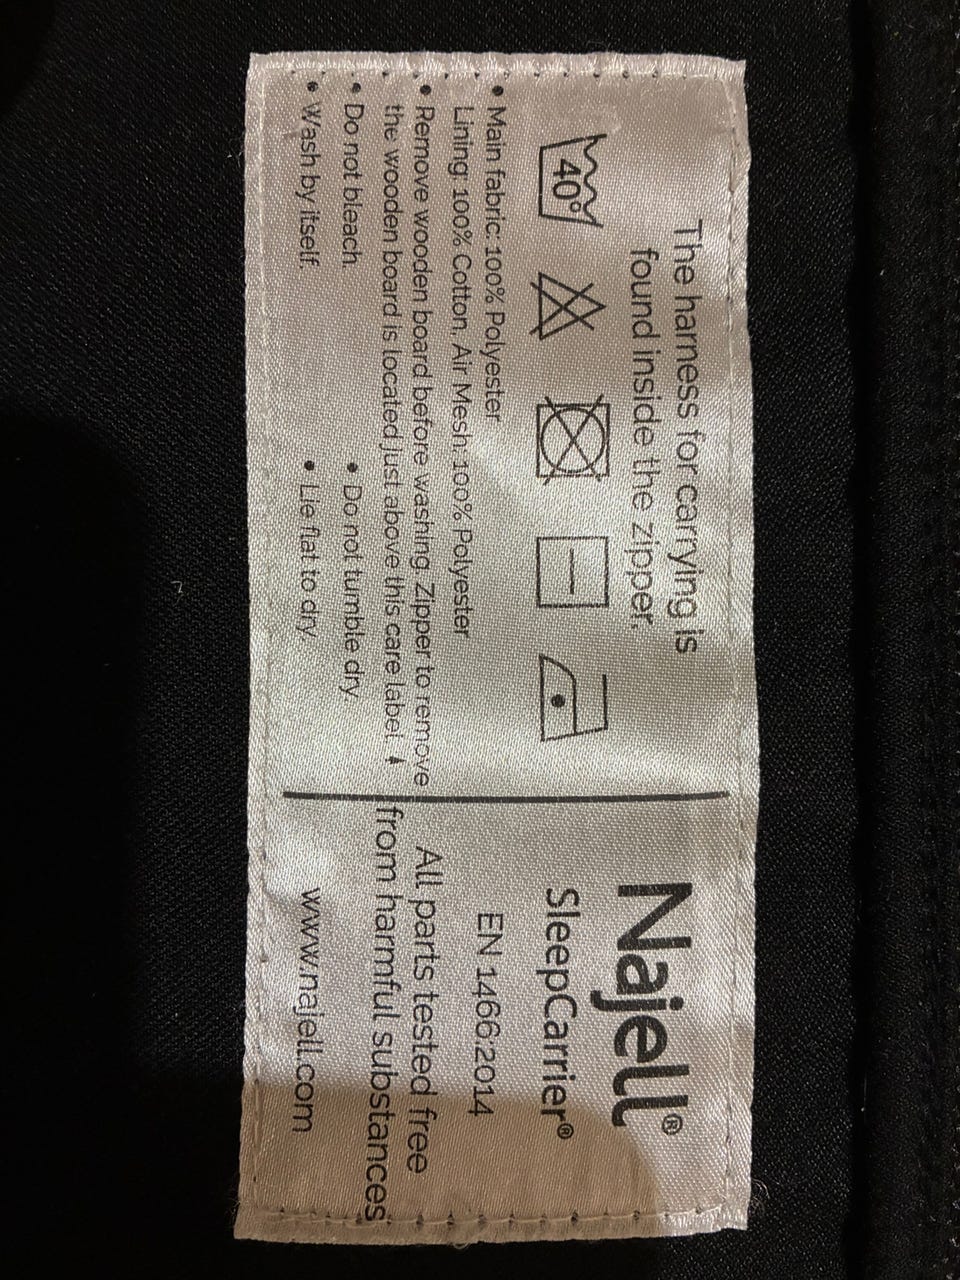 The harness for carrying is
found inside the zipper.
40°
• Main fabric: 100% Polyester
Lining: 100% Cotton, Air Mesh: 100% Polyester
• Remove wooden board before washing. Zipper to remove
the wooden board is located just above this care label.
• Do not bleach.
• Do not tumble dry.
• Wash by itself.
• Lie flat to dry.
Najell®
SleepCarrier®
EN 1466:2014
All parts tested free
from harmful substances
www.najell.com